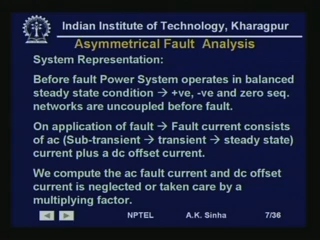 Indian Institute of Technology, Kharagpur
Asymmetrical Fault Analysis
System Representation:
Before fault Power System operates in balanced
steady state condition → +ve, -ve and zero seq.
networks are uncoupled before fault.
On application of fault → Fault current consists
of ac (Sub-transient → transient → steady state)
current plus a dc offset current.
We compute the ac fault current and dc offset
current is neglected or taken care by a
multiplying factor.
NPTEL A.K. Sinha 7/36